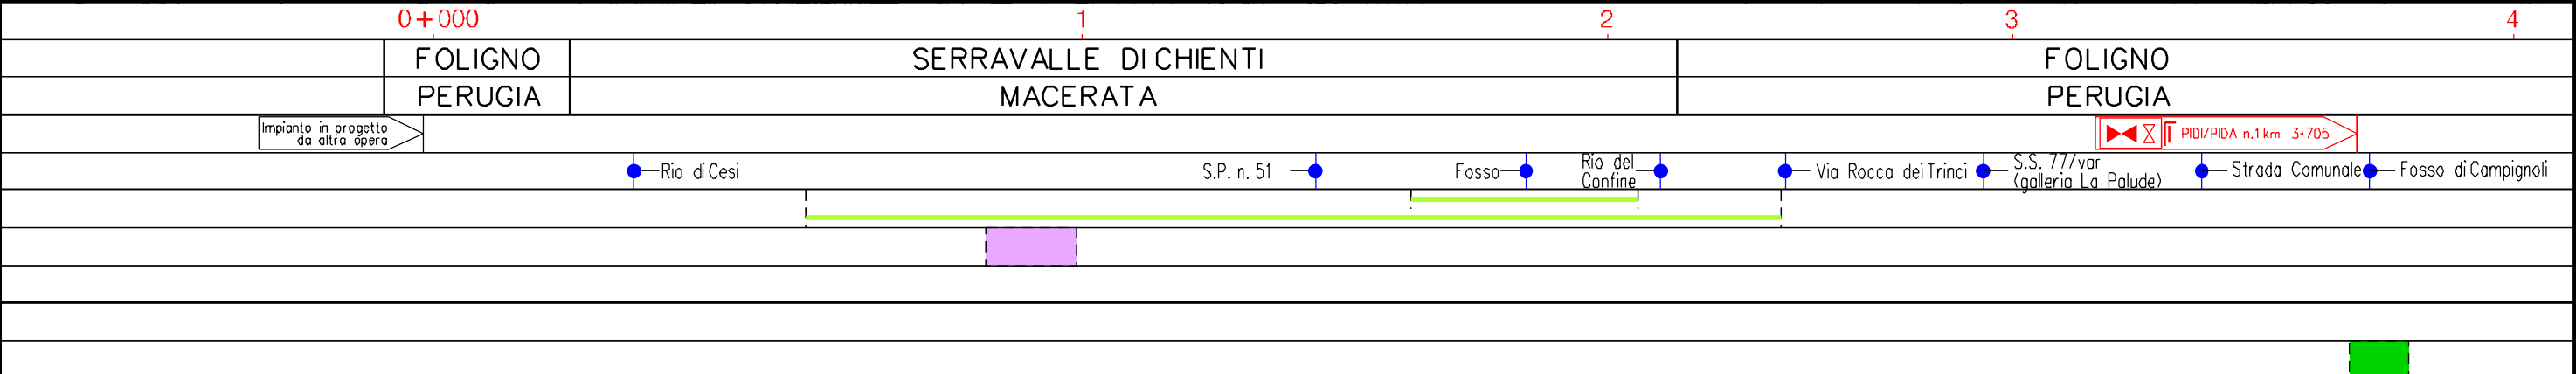 0+000 1 2 3 4
FOLIGNO SERRAVALLE DI CHIENTI FOLIGNO
PERUGIA MACERATA PERUGIA
Impianto in progetto
da altra opera
PIDI/PIDA n.1 km 3+705
Rio di Cesi
S.P. n. 51
Fosso
Rio del
Confine
Via Rocca dei Trinci
S.S. 77/var
(galleria La Palude)
Strada Comunale
Fosso di Campignoli